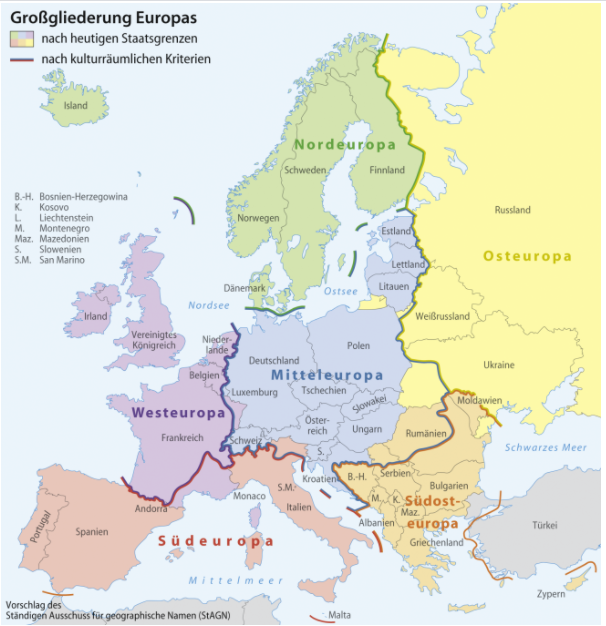 Großgliederung Europas
nach heutigen Staatsgrenzen
nach kulturräumlichen Kriterien
Island
Nordeuropa
Schweden
Finnland
Norwegen
Russland
B.-H. Bosnien-Herzegowina
K. Kosovo
L. Liechtenstein
M. Montenegro
Maz. Mazedonien
S. Slowenien
S.M. San Marino
Estland
Osteuropa
Lettland
Dänemark
Ostsee
Litauen
Nordsee
Irland
Weißrussland
Vereinigtes
Königreich
Nieder-
lande
Deutschland
Polen
Ukraine
Belgien
Mitteleuropa
Luxemburg
Tschechien
Slowakei
Moldawien
Westeuropa
Öster-
reich
Ungarn
Rumänien
Frankreich
Schweiz
L.
S.
Schwarzes Meer
Kroatien
B.-H.
Serbien
S.M.
Bulgarien
Monaco
Andorra
Italien
M.
K.
Maz.
Südost-
europa
Portugal
Spanien
Albanien
Türkei
Südeuropa
Griechenland
Mittelmeer
Zypern
Malta
Vorschlag des
Ständigen Ausschuss für geographische Namen (StAGN)